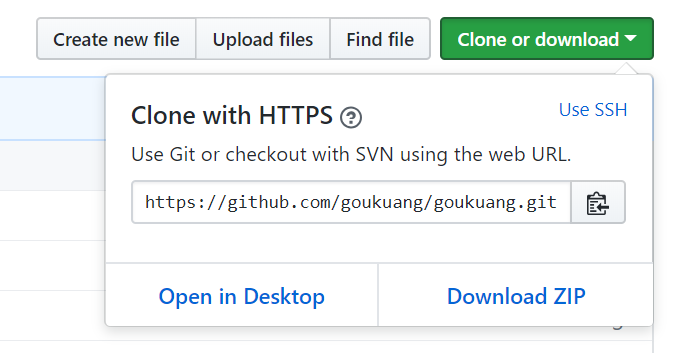 Create new file Upload files Find file Clone or download
Clone with HTTPS ? Use SSH
Use Git or checkout with SVN using the web URL.
https://github.com/goukuang/goukuang.git
Open in Desktop Download ZIP